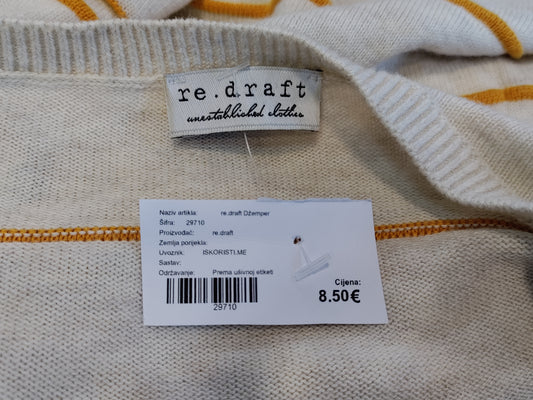 re.draft
unestablished clothes
Naziv artikla: re.draft Džemper
Šifra: 29710
Proizvođač: re.draft
Zemlja porijekla:
Uvoznik: ISKORISTI.ME
Sastav:
Održavanje: Prema ušivnoj etiketi
Cijena:
8.50€
29710